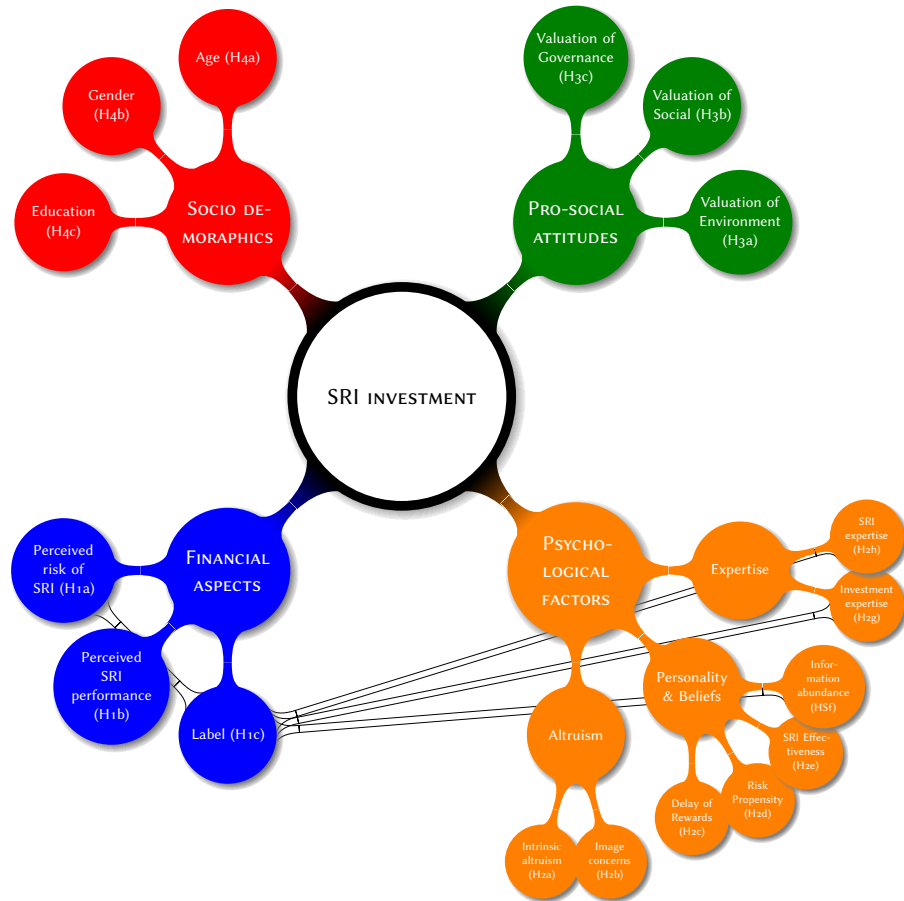 Age (H4a)
Gender
(H4b)
Education
(H4c)
Socio de-
moraphics
Valuation of
Governance
(H3c)
Valuation of
Social (H3b)
Valuation of
Environment
(H3a)
Pro-social
attitudes
SRI investment
Perceived
risk of
SRI (H1a)
Financial
aspects
Perceived
SRI
performance
(H1b)
Label (H1c)
Psycho-
logical
factors
Expertise
SRI
expertise
(H2h)
Investment
expertise
(H2g)
Personality
& Beliefs
Infor-
mation
abundance
(HSf)
SRI Effec-
tiveness
(H2e)
Risk
Propensity
(H2d)
Delay of
Rewards
(H2c)
Altruism
Intrinsic
altruism
(H2a)
Image
concerns
(H2b)